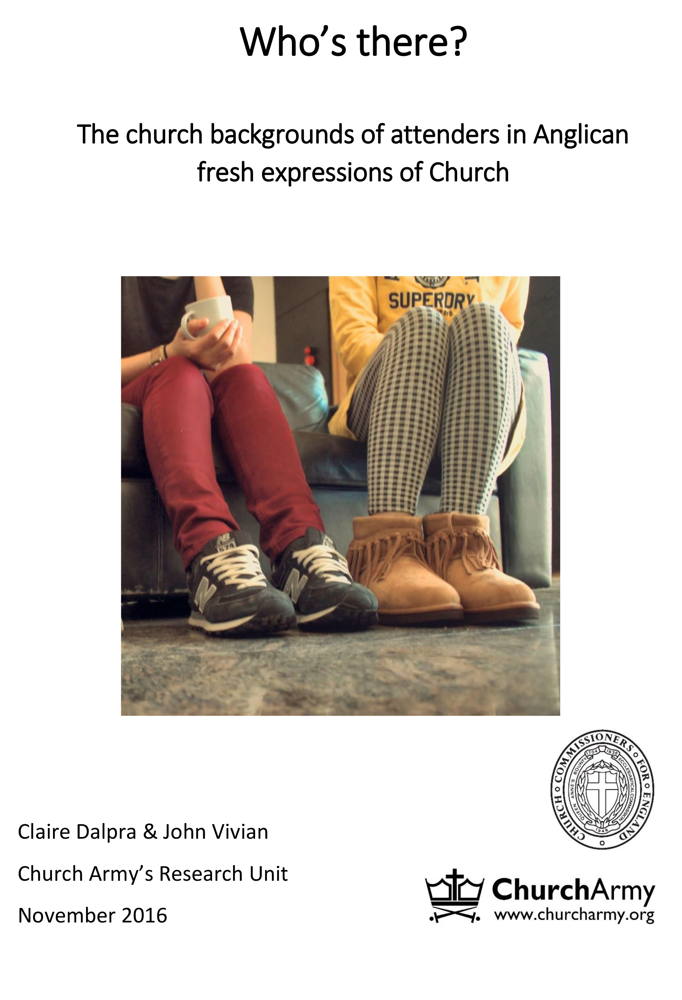 Who’s there?
The church backgrounds of attenders in Anglican
fresh expressions of Church
SUPERDRY
NB
574
N
N
CHURCH COMMISSIONERS FOR ENGLAND
QUEEN ANNE'S BOUNTY
1704
1836
ECCLESIASTICAL COMMISSION
1948
Claire Dalpra & John Vivian
Church Army’s Research Unit
November 2016
ChurchArmy
www.churcharmy.org